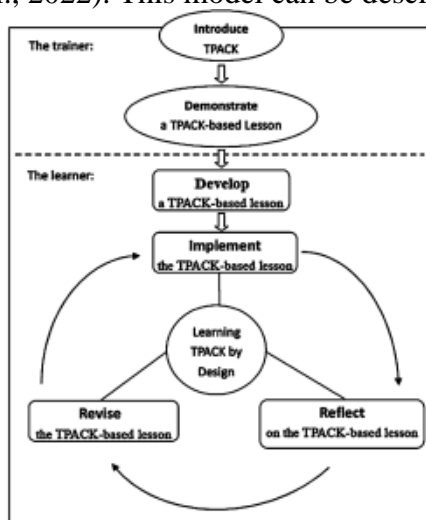 ., 2022). This model can be descri
Introduce
The trainer:
TPACK
Demonstrate
a TPACK-based Lesson
The learner:
Develop
a TPACK-based lesson
Implement
the TPACK-based lesson
Learning
TPACK by
Design
Revise
the TPACK-based lesson
Reflect
on the TPACK-based lesson